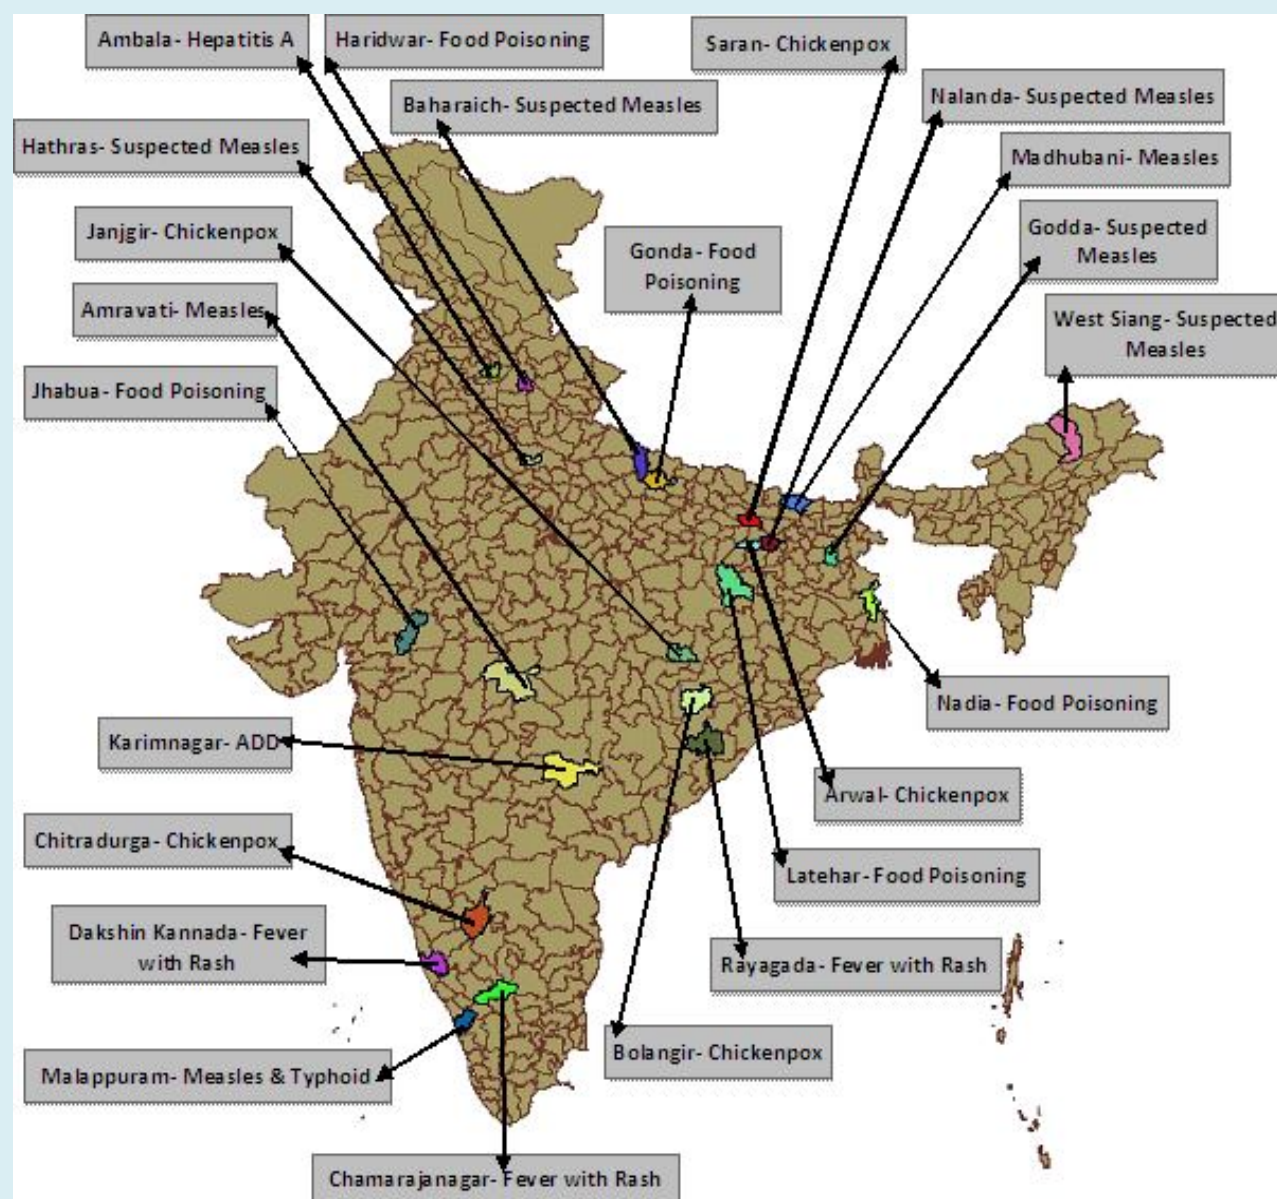 Ambala- Hepatitis A
Haridwar- Food Poisoning
Saran- Chickenpox
Baharaich- Suspected Measles
Nalanda- Suspected Measles
Hathras- Suspected Measles
Madhubani- Measles
Janjgir- Chickenpox
Gonda- Food
Poisoning
Godda- Suspected
Measles
Amravati- Measles
West Siang- Suspected
Measles
Jhabua- Food Poisoning
Nadia- Food Poisoning
Karimnagar- ADD
Arwal- Chickenpox
Chitradurga- Chickenpox
Latehar- Food Poisoning
Dakshin Kannada- Fever
with Rash
Rayagada- Fever with Rash
Bolangir- Chickenpox
Malappuram- Measles & Typhoid
Chamarajanagar- Fever with Rash